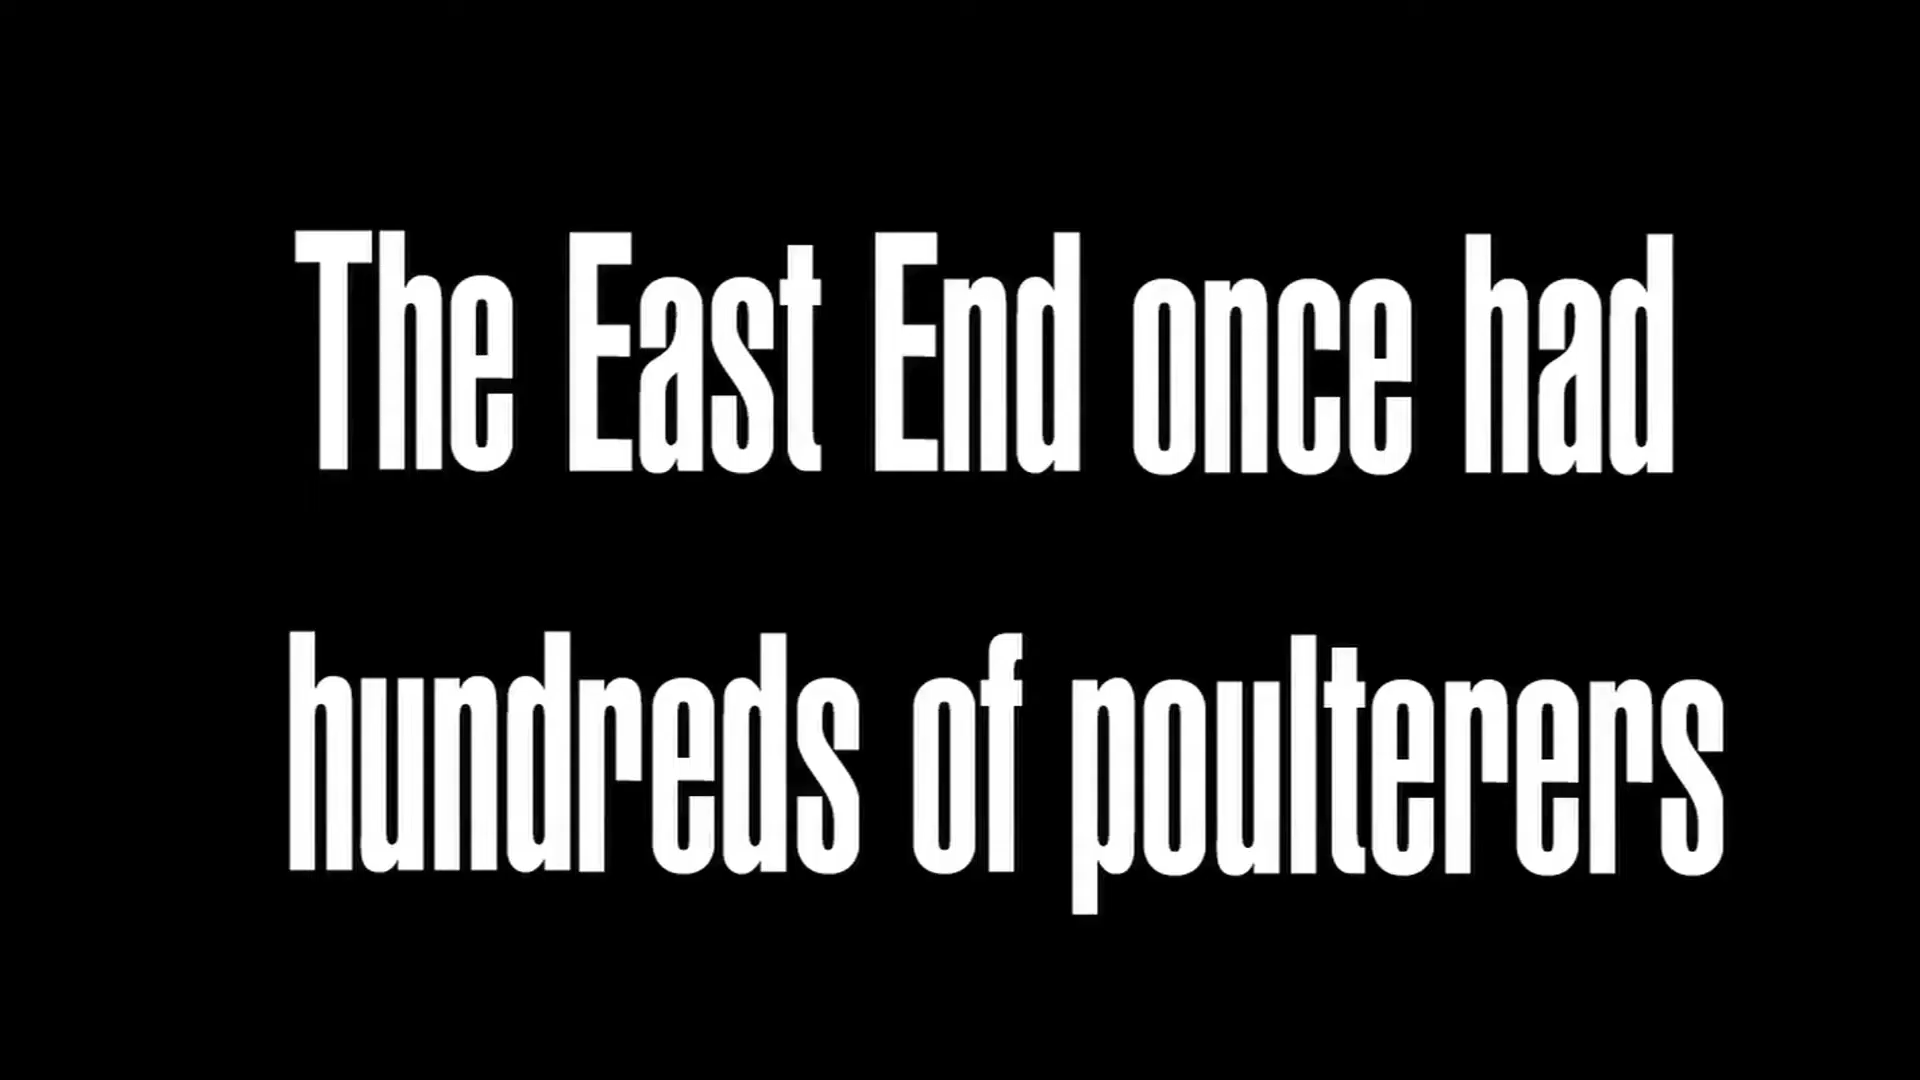 The East End once had
hundreds of poulterers